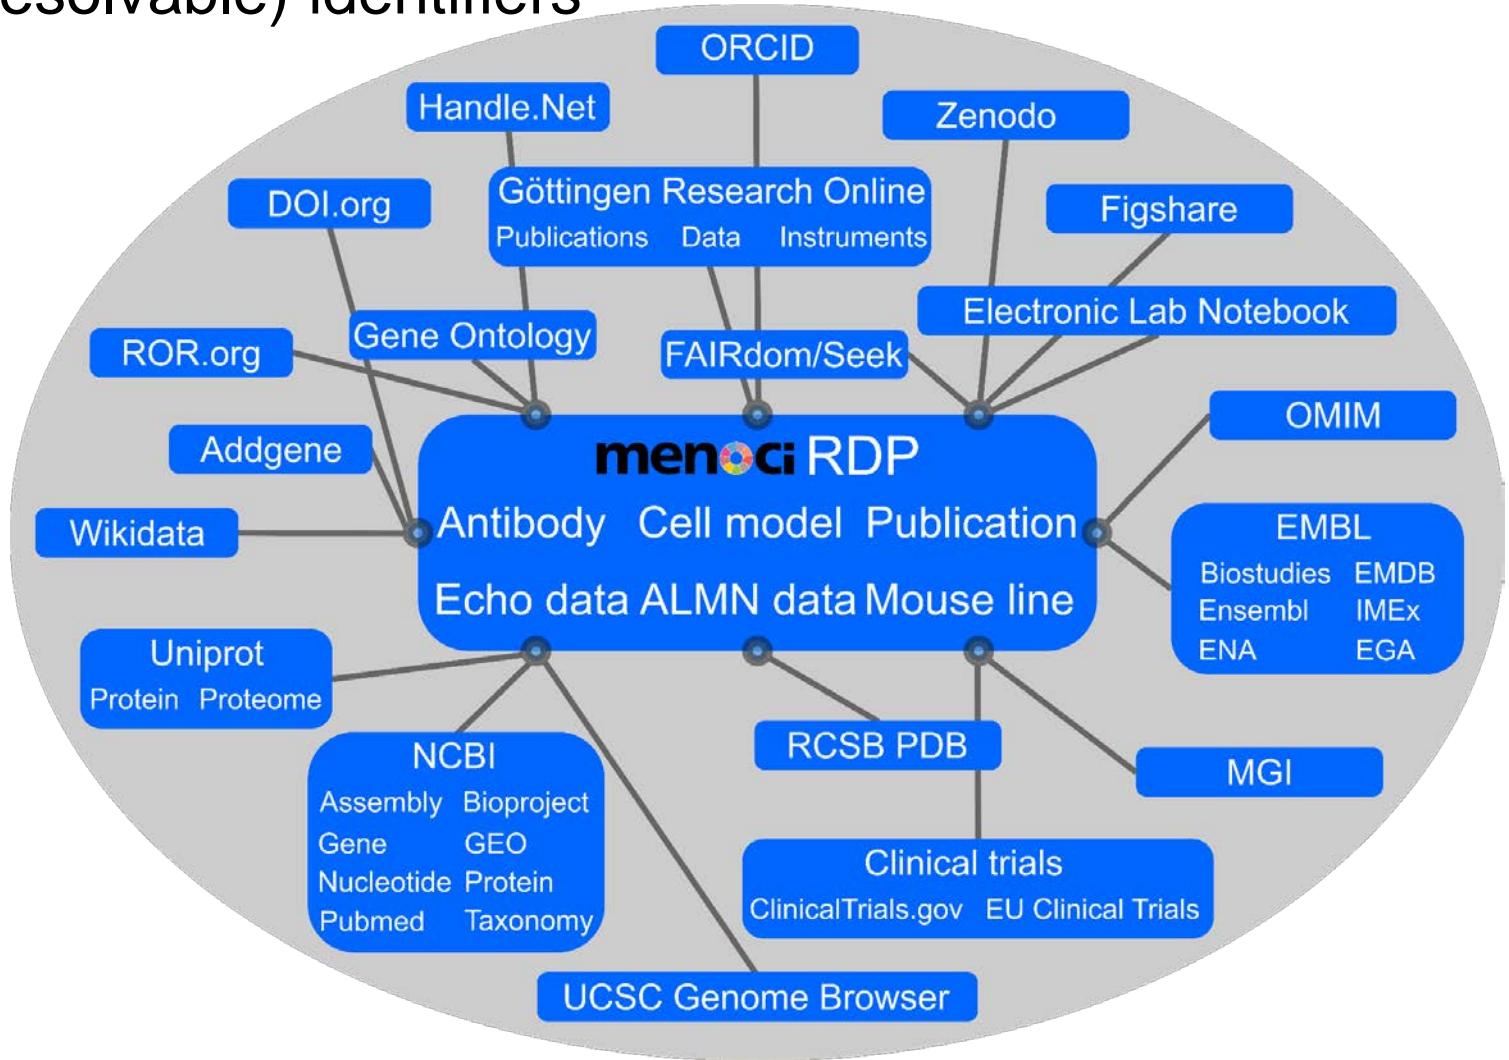 esolvable) identifiers
ORCID
Handle.Net
Zenodo
DOI.org
Göttingen Research Online
Publications Data Instruments
Figshare
Electronic Lab Notebook
Gene Ontology
ROR.org
FAIRdom/Seek
OMIM
Addgene
menoci RDP
Wikidata
Antibody Cell model Publication
EMBL
Biostudies EMDB
Ensembl IMEx
ENA EGA
Echo data ALMN data Mouse line
Uniprot
Protein Proteome
NCBI
Assembly Bioproject
Gene GEO
Nucleotide Protein
Pubmed Taxonomy
RCSB PDB
MGI
Clinical trials
ClinicalTrials.gov EU Clinical Trials
UCSC Genome Browser